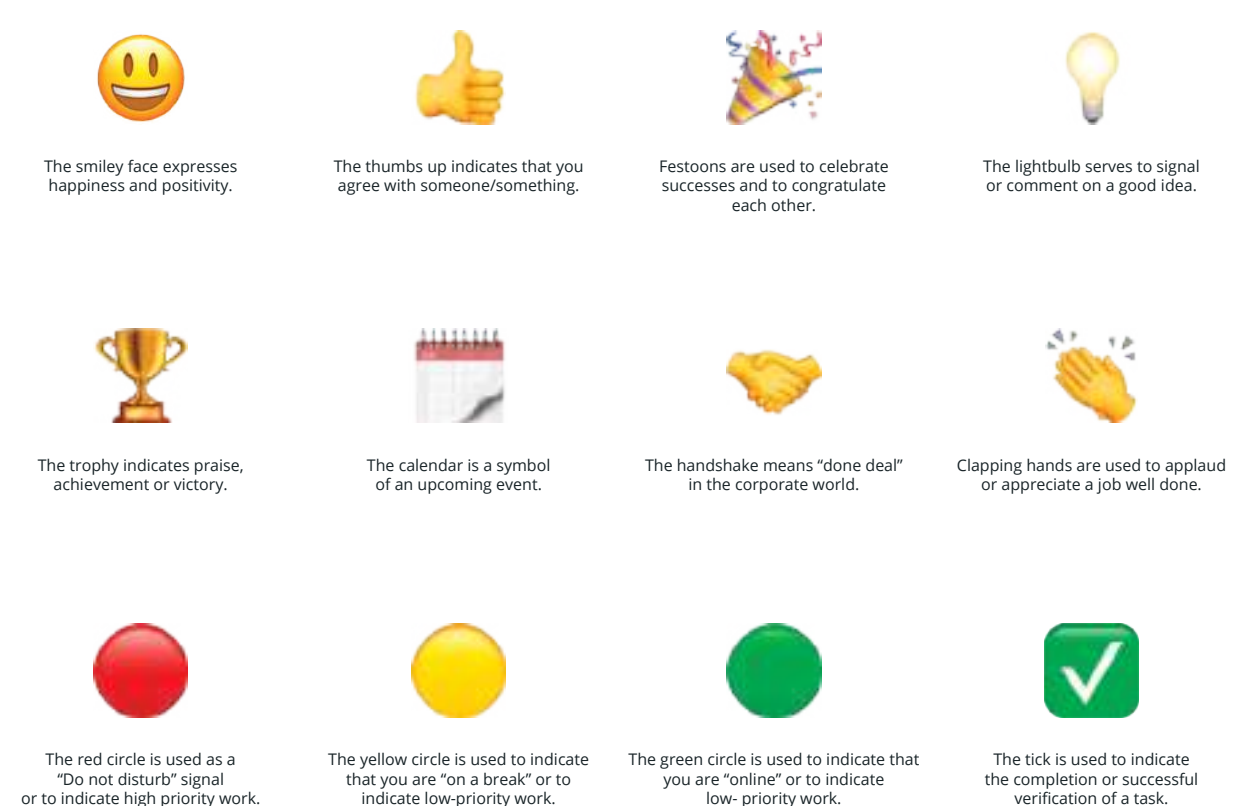 The smiley face expresses
happiness and positivity.
The thumbs up indicates that you
agree with someone/something.
Festoons are used to celebrate
successes and to congratulate
each other.
The lightbulb serves to signal
or comment on a good idea.
The trophy indicates praise,
achievement or victory.
The calendar is a symbol
of an upcoming event.
The handshake means “done deal”
in the corporate world.
Clapping hands are used to applaud
or appreciate a job well done.
The red circle is used as a
“Do not disturb” signal
or to indicate high priority work.
The yellow circle is used to indicate
that you are “on a break” or to
indicate low-priority work.
The green circle is used to indicate that
you are “online” or to indicate
low- priority work.
The tick is used to indicate
the completion or successful
verification of a task.